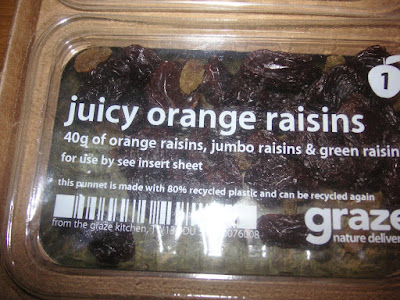 1
juicy orange raisins
40g of orange raisins, jumbo raisins & green raisin
for use by see insert sheet
this punnet is made with 80% recycled plastic and can be recycled again
from the graze kitchen,
graze
nature deliver